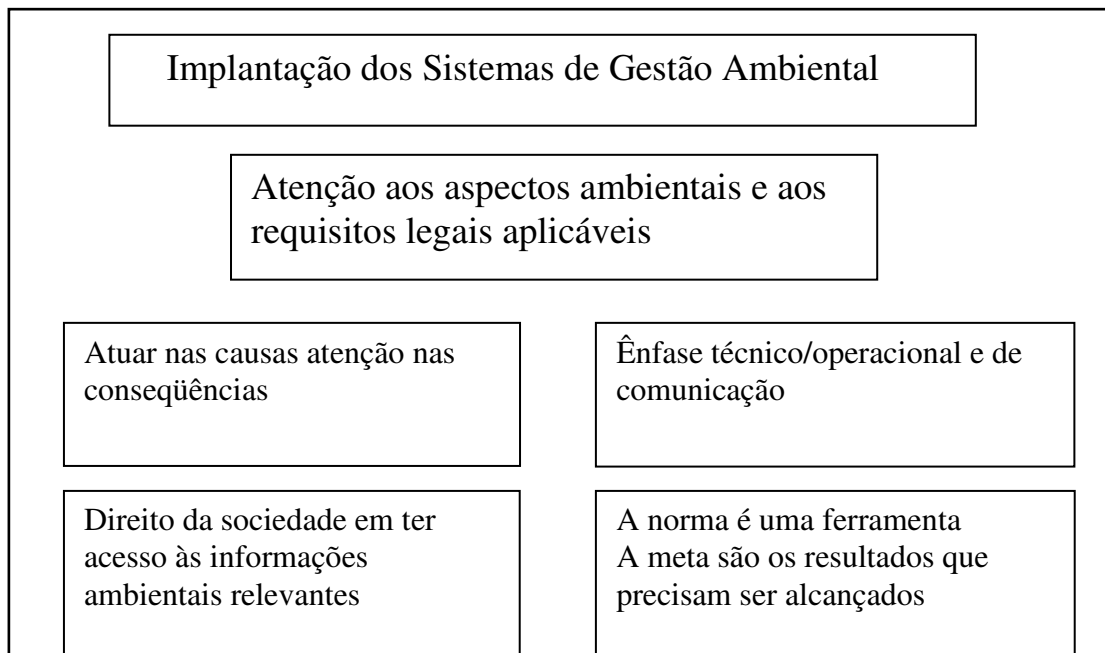 Implantação dos Sistemas de Gestão Ambiental
Atenção aos aspectos ambientais e aos
requisitos legais aplicáveis
Atuar nas causas atenção nas
conseqüências
Ênfase técnico/operacional e de
comunicação
Direito da sociedade em ter
acesso às informações
ambientais relevantes
A norma é uma ferramenta
A meta são os resultados que
precisam ser alcançados